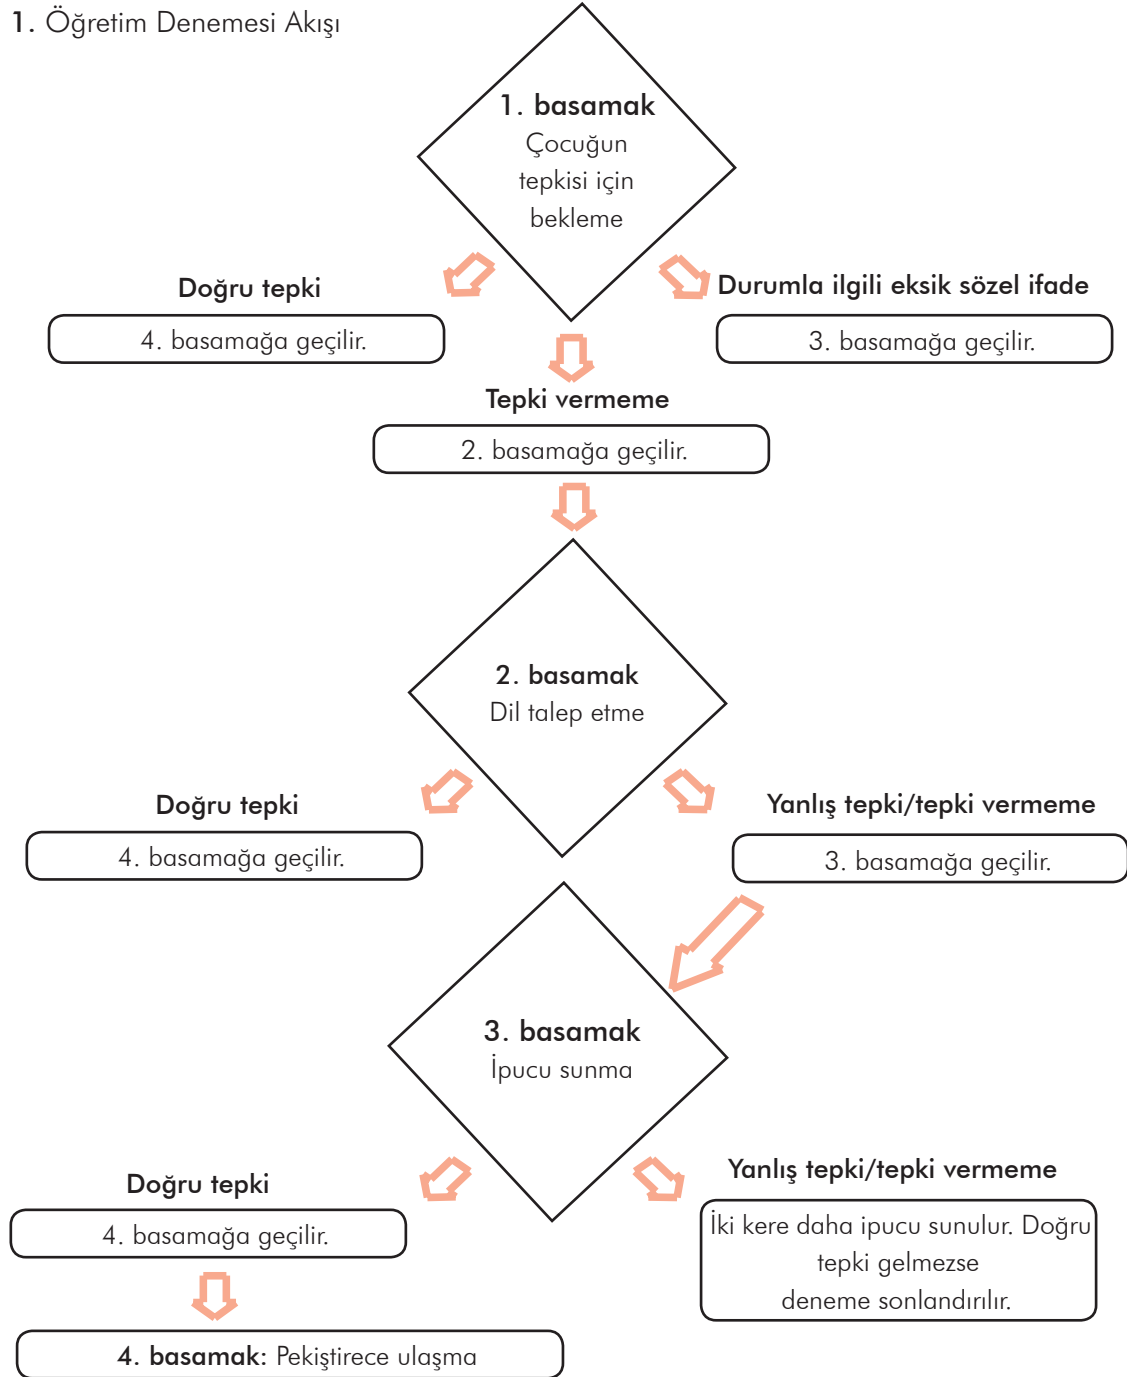 1. Öğretim Denemesi Akışı
1. basamak
Çocuğun
tepkisi için
bekleme
Doğru tepki
4. basamağa geçilir.
Durumla ilgili eksik sözel ifade
3. basamağa geçilir.
Tepki vermeme
2. basamağa geçilir.
2. basamak
Dil talep etme
Doğru tepki
4. basamağa geçilir.
Yanlış tepki/tepki vermeme
3. basamağa geçilir.
3. basamak
İpucu sunma
Doğru tepki
4. basamağa geçilir.
Yanlış tepki/tepki vermeme
İki kere daha ipucu sunulur. Doğru
tepki gelmezse
deneme sonlandırılır.
4. basamak: Pekiştirece ulaşma